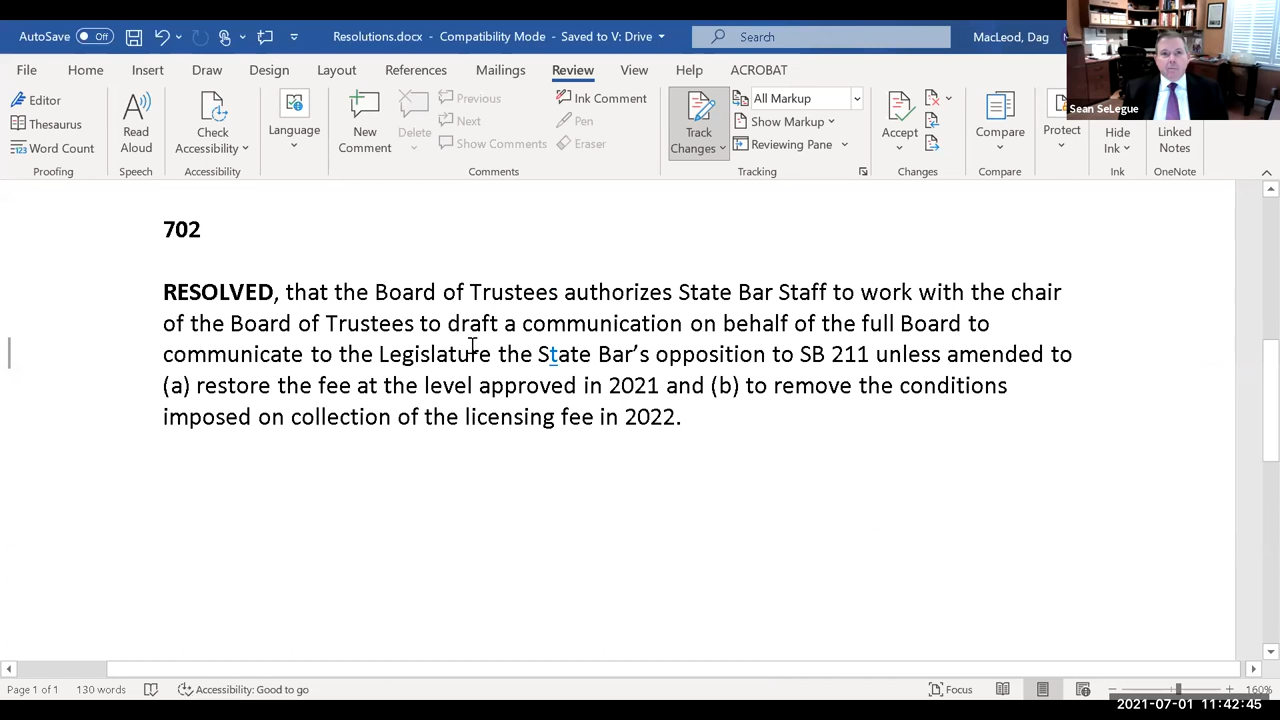 AutoSave Off Resolutions.docx - Compatibility Mode - Saved to V: Drive Search MacLeod, Dag
File Home Insert Draw Design Layout References Mailings Review View Help ACROBAT
Editor
Thesaurus
Word Count
Proofing
Read Aloud
Speech
Check Accessibility
Accessibility
Language
New Comment
Delete
Previous
Next
Show Comments
Comments
Ink Comment
Pen
Eraser
Track Changes
All Markup
Show Markup
Reviewing Pane
Tracking
Accept
Changes
Compare
Compare
Protect
Hide Ink
Ink
Linked Notes
OneNote
Sean SeLegue
702
RESOLVED, that the Board of Trustees authorizes State Bar Staff to work with the chair
of the Board of Trustees to draft a communication on behalf of the full Board to
communicate to the Legislature the State Bar’s opposition to SB 211 unless amended to
(a) restore the fee at the level approved in 2021 and (b) to remove the conditions
imposed on collection of the licensing fee in 2022.
Page 1 of 1 130 words Accessibility: Good to go Focus 160%
2021-07-01 11:42:45